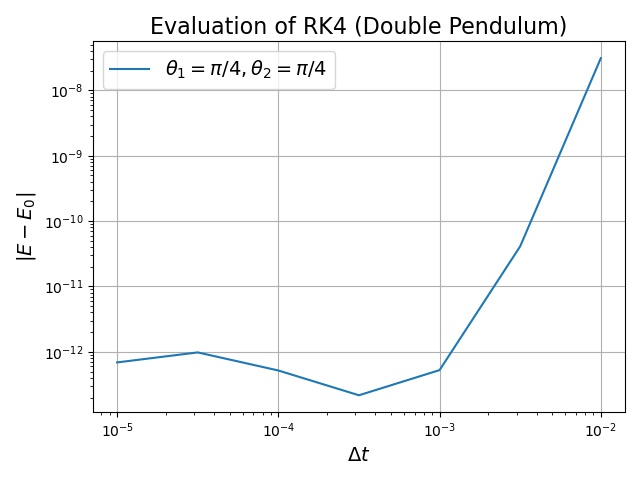 Evaluation of RK4 (Double Pendulum)
θ₁ = π/4, θ₂ = π/4
10⁻⁸
10⁻⁹
10⁻¹⁰
10⁻¹¹
10⁻¹²
|E − E₀|
10⁻⁵ 10⁻⁴ 10⁻³ 10⁻²
Δt